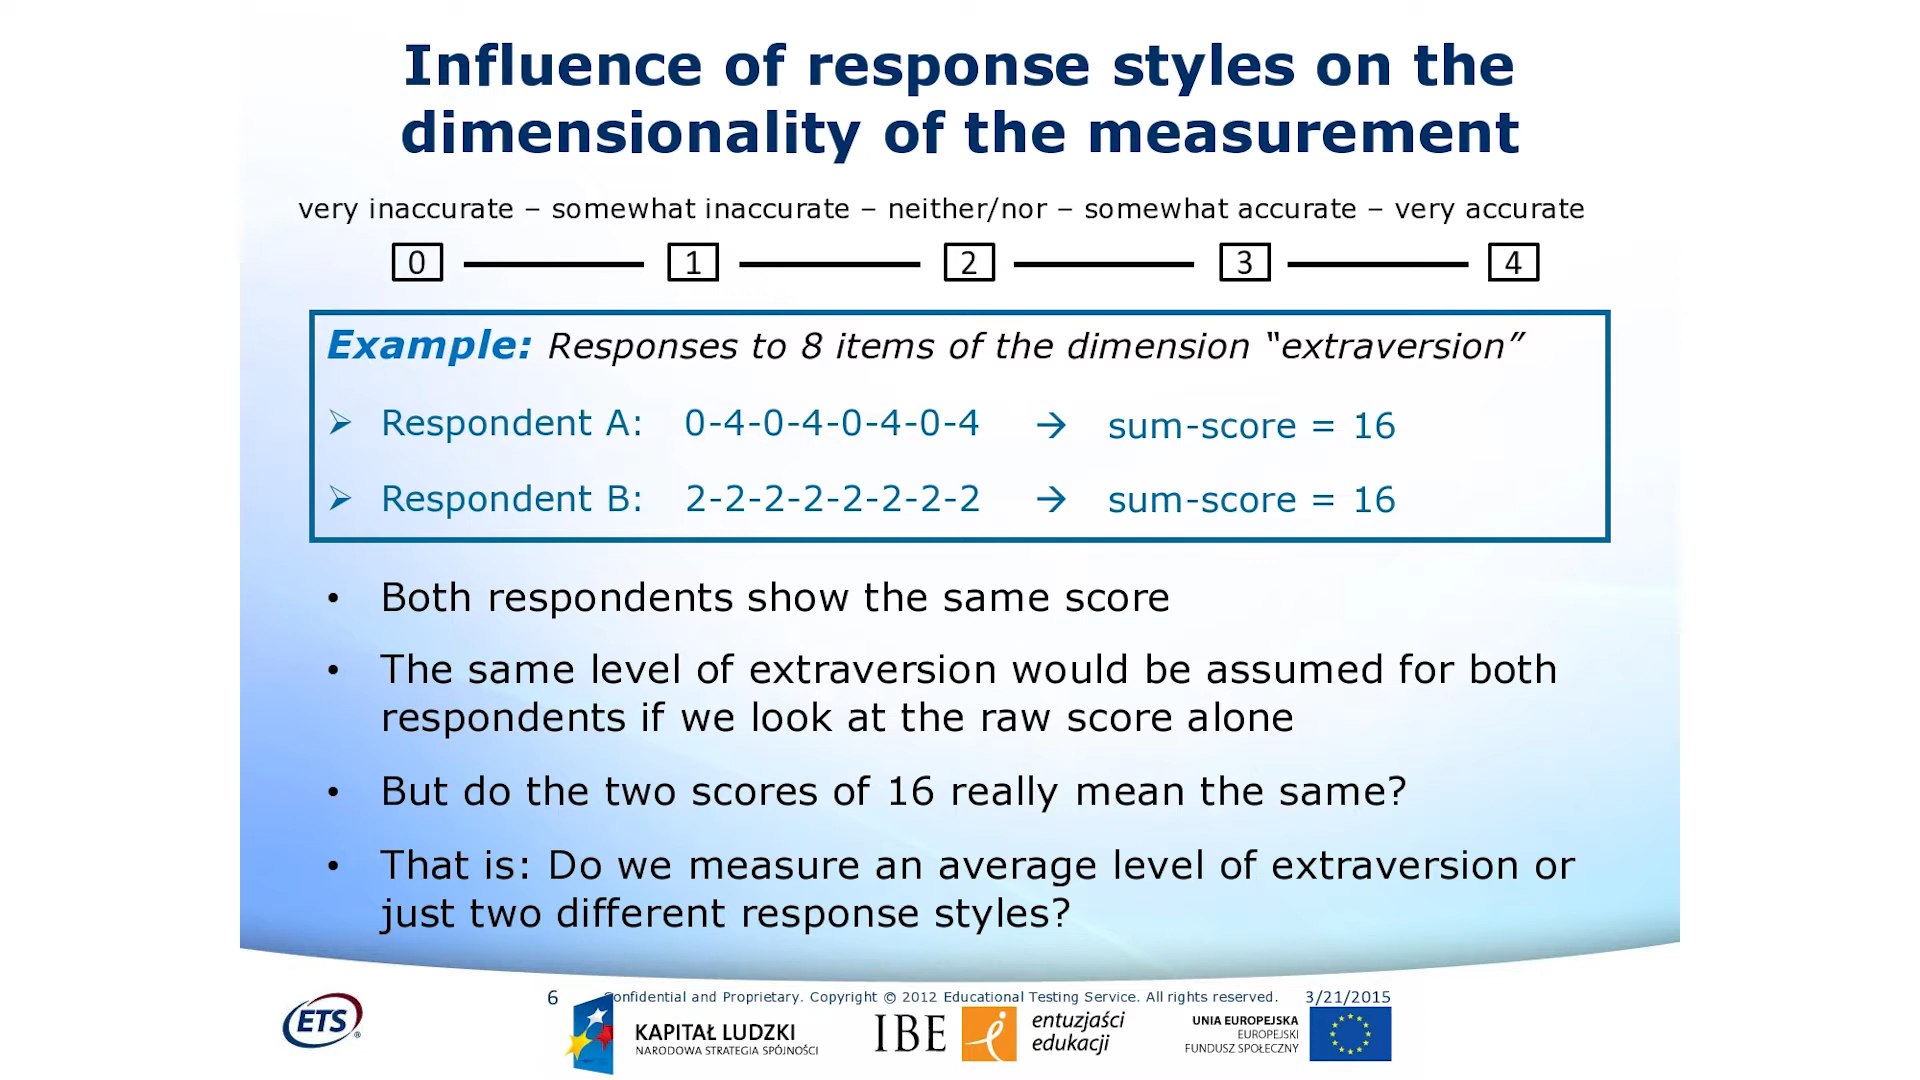 Influence of response styles on the
dimensionality of the measurement
very inaccurate – somewhat inaccurate – neither/nor – somewhat accurate – very accurate
0 1 2 3 4
Example: Responses to 8 items of the dimension “extraversion”
➢ Respondent A: 0-4-0-4-0-4-0-4 → sum-score = 16
➢ Respondent B: 2-2-2-2-2-2-2-2 → sum-score = 16
• Both respondents show the same score
• The same level of extraversion would be assumed for both
respondents if we look at the raw score alone
• But do the two scores of 16 really mean the same?
• That is: Do we measure an average level of extraversion or
just two different response styles?
6 Confidential and Proprietary. Copyright © 2012 Educational Testing Service. All rights reserved. 3/21/2015
ETS®
KAPITAŁ LUDZKI
NARODOWA STRATEGIA SPÓJNOŚCI
IBE
entuzjaści
edukacji
UNIA EUROPEJSKA
EUROPEJSKI
FUNDUSZ SPOŁECZNY